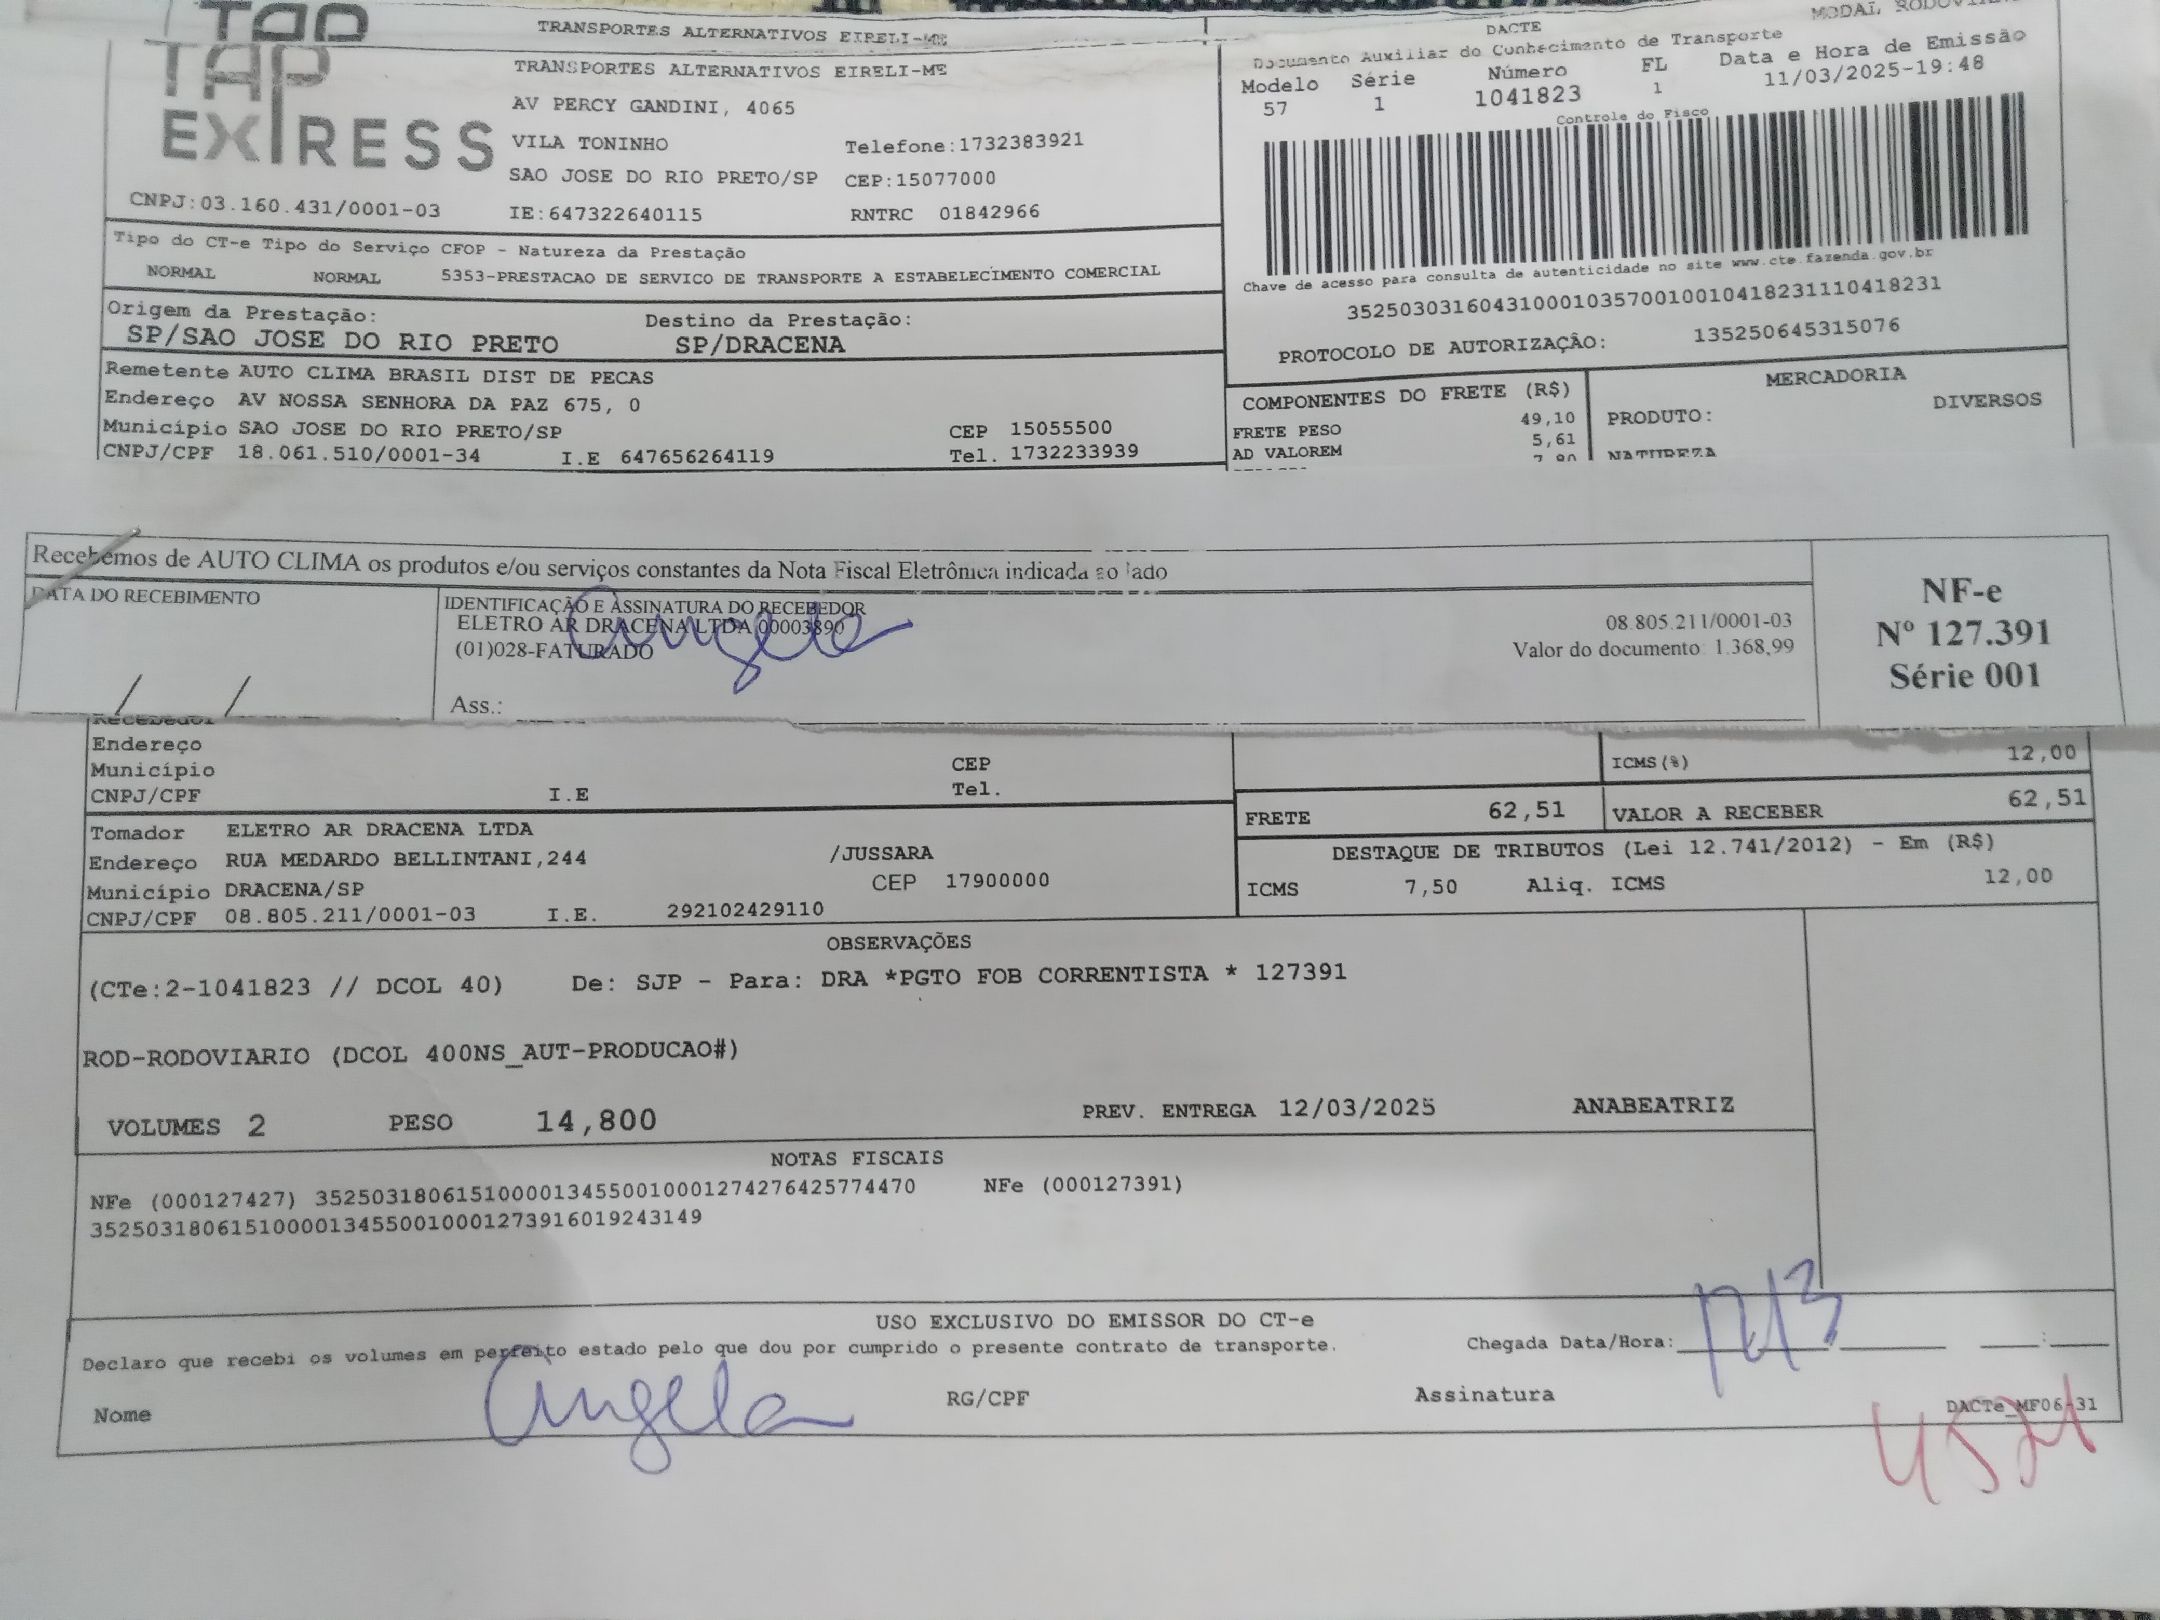 TRANSPORTES ALTERNATIVOS EIRELI-ME
TAP EXPRESS
TRANSPORTES ALTERNATIVOS EIRELI-ME
AV PERCY GANDINI, 4065
VILA TONINHO Telefone:1732383921
SAO JOSE DO RIO PRETO/SP CEP:15077000
CNPJ:03.160.431/0001-03 IE:647322640115 RNTRC 01842966
DACTE
Documento Auxiliar do Conhecimento de Transporte
Modelo Série Número FL Data e Hora de Emissão
57 1 1041823 1 11/03/2025-19:48
Controle do Fisco
Chave de acesso para consulta de autenticidade no site www.cte.fazenda.gov.br
35250303160431000103570010010418231110418231
PROTOCOLO DE AUTORIZAÇÂO: 135250645315076
Tipo do CT-e Tipo do Serviço CFOP - Natureza da Prestação
NORMAL NORMAL 5353-PRESTACAO DE SERVICO DE TRANSPORTE A ESTABELECIMENTO COMERCIAL
Origem da Prestação: Destino da Prestação:
SP/SAO JOSE DO RIO PRETO SP/DRACENA
Remetente AUTO CLIMA BRASIL DIST DE PECAS
Endereço AV NOSSA SENHORA DA PAZ 675, 0
Município SAO JOSE DO RIO PRETO/SP CEP 15055500
CNPJ/CPF 18.061.510/0001-34 I.E 647656264119 Tel. 1732233939
COMPONENTES DO FRETE (R$) MERCADORIA
FRETE PESO 49,10 PRODUTO: DIVERSOS
AD VALOREM 5,61 NATUREZA
7,80
Recebemos de AUTO CLIMA os produtos e/ou serviços constantes da Nota Fiscal Eletrônica indicada ao lado
DATA DO RECEBIMENTO
/ /
IDENTIFICAÇÃO E ASSINATURA DO RECEBEDOR
ELETRO AR DRACENA LTDA 00003890 08.805.211/0001-03
(01)028-FATURADO Valor do documento: 1.368,99
Angela
Ass.:
NF-e
Nº 127.391
Série 001
Recebedor
Endereço
Município CEP
CNPJ/CPF I.E Tel.
ICMS(%) 12,00
FRETE 62,51 VALOR A RECEBER 62,51
Tomador ELETRO AR DRACENA LTDA
Endereço RUA MEDARDO BELLINTANI,244 /JUSSARA
Município DRACENA/SP CEP 17900000
CNPJ/CPF 08.805.211/0001-03 I.E. 292102429110
DESTAQUE DE TRIBUTOS (Lei 12.741/2012) - Em (R$)
ICMS 7,50 Aliq. ICMS 12,00
OBSERVAÇÕES
(CTe:2-1041823 // DCOL 40) De: SJP - Para: DRA *PGTO FOB CORRENTISTA * 127391
ROD-RODOVIARIO (DCOL 400NS_AUT-PRODUCAO#)
VOLUMES 2 PESO 14,800 PREV. ENTREGA 12/03/2025 ANABEATRIZ
NOTAS FISCAIS
NFe (000127427) 35250318061510000134550010001274276425774470 NFe (000127391)
35250318061510000134550010001273916019243149
USO EXCLUSIVO DO EMISSOR DO CT-e
Declaro que recebi os volumes em perfeito estado pelo que dou por cumprido o presente contrato de transporte. Chegada Data/Hora: 12/3 :
Nome Angela RG/CPF Assinatura
DACTe_MF06-31